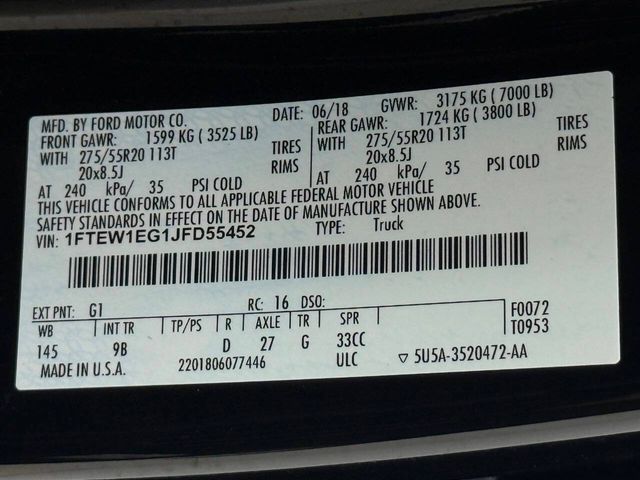 MFD. BY FORD MOTOR CO. DATE: 06/18 GVWR: 3175 KG ( 7000 LB)
FRONT GAWR: 1599 KG ( 3525 LB) REAR GAWR: 1724 KG ( 3800 LB)
WITH 275/55R20 113T TIRES WITH 275/55R20 113T TIRES
20x8.5J RIMS 20x8.5J RIMS
AT 240 kPa/ 35 PSI COLD AT 240 kPa/ 35 PSI COLD
THIS VEHICLE CONFORMS TO ALL APPLICABLE FEDERAL MOTOR VEHICLE
SAFETY STANDARDS IN EFFECT ON THE DATE OF MANUFACTURE SHOWN ABOVE.
VIN: 1FTEW1EG1JFD55452 TYPE: Truck
EXT PNT: G1 RC: 16 DSO: F0072
WB INT TR TP/PS R AXLE TR SPR T0953
145 9B D 27 G 33CC
MADE IN U.S.A. 2201806077446 ULC ▽ 5U5A-3520472-AA